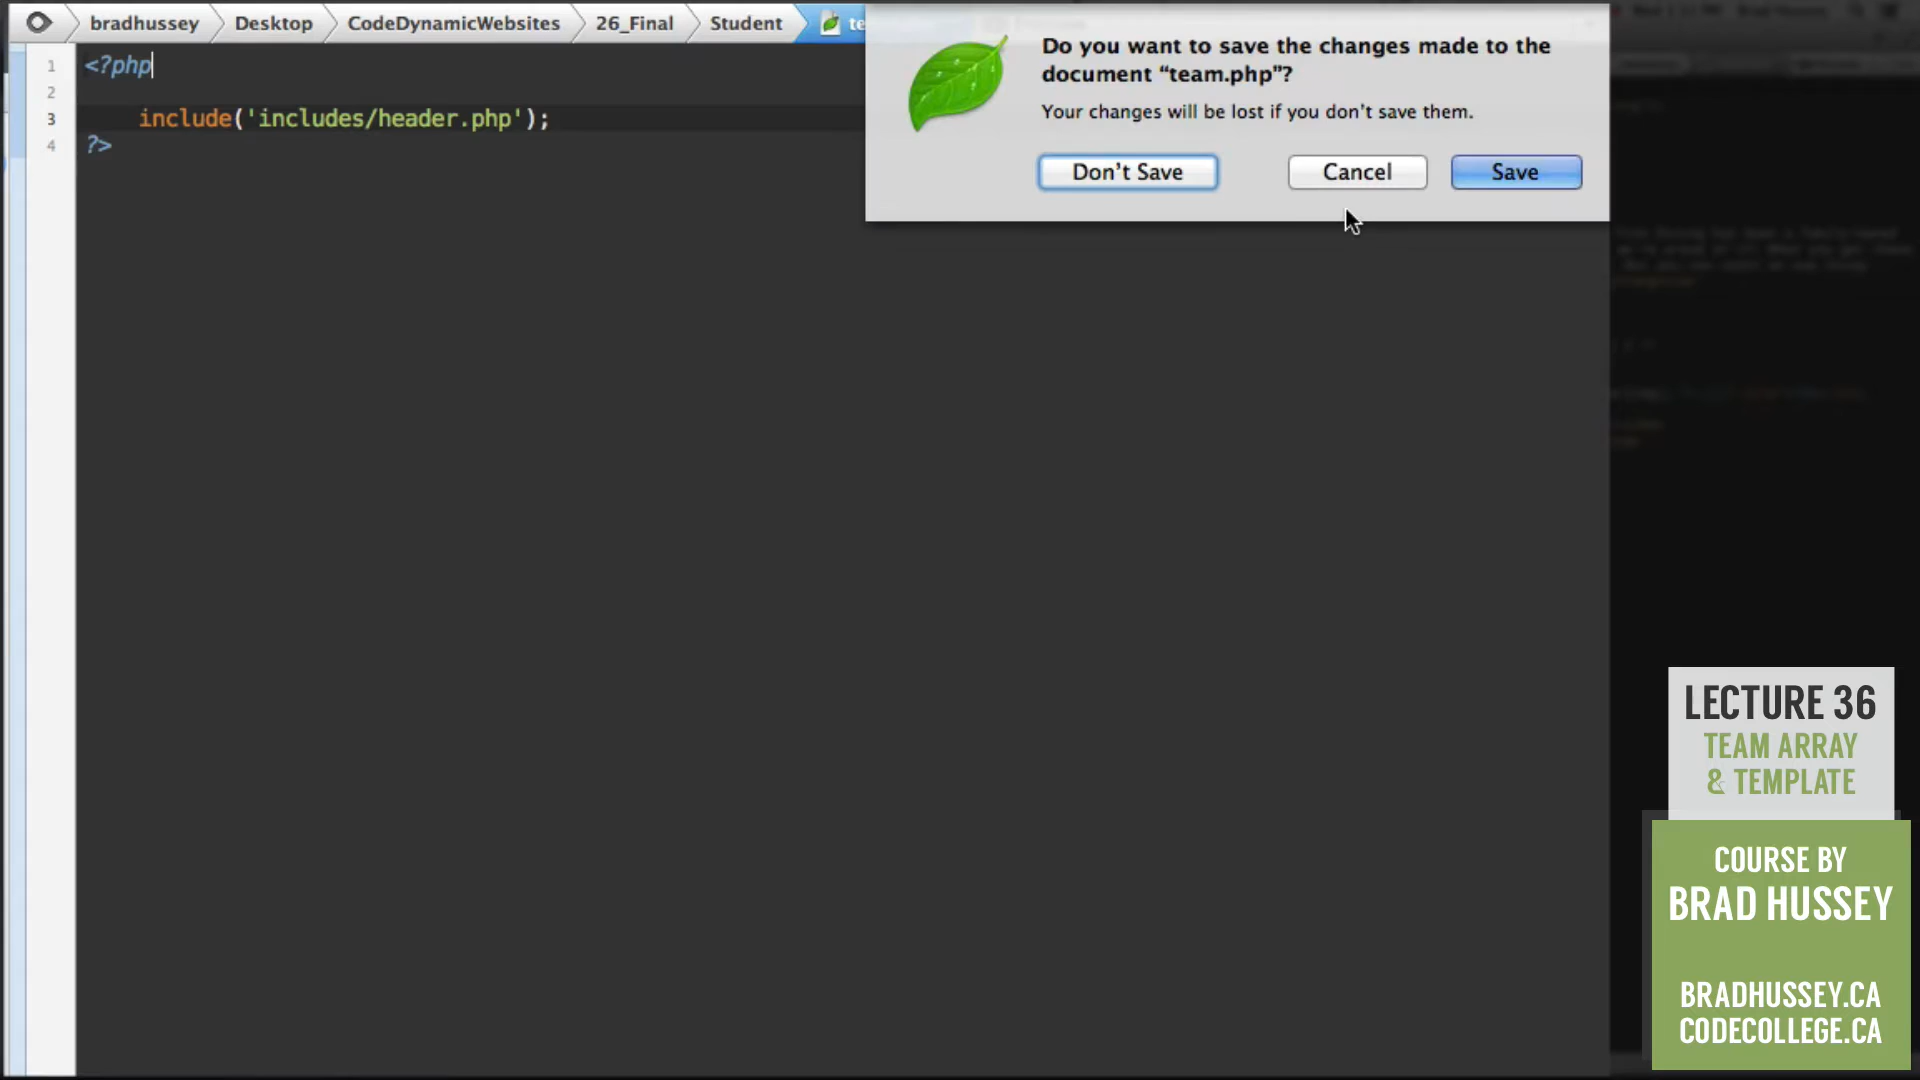 bradhussey Desktop CodeDynamicWebsites 26_Final Student te
1 <?php
2
3 include('includes/header.php');
4 ?>
Do you want to save the changes made to the
document “team.php”?
Your changes will be lost if you don’t save them.
Don’t Save Cancel Save
LECTURE 36
TEAM ARRAY
& TEMPLATE
COURSE BY
BRAD HUSSEY
BRADHUSSEY.CA
CODECOLLEGE.CA